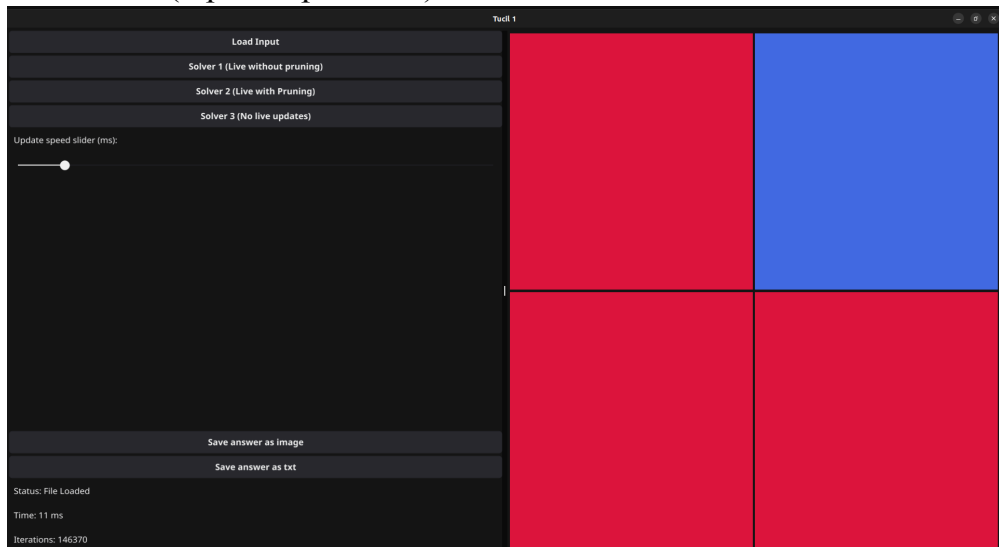 Tucil 1
Load Input
Solver 1 (Live without pruning)
Solver 2 (Live with Pruning)
Solver 3 (No live updates)
Update speed slider (ms):
Save answer as image
Save answer as txt
Status: File Loaded
Time: 11 ms
Iterations: 146370